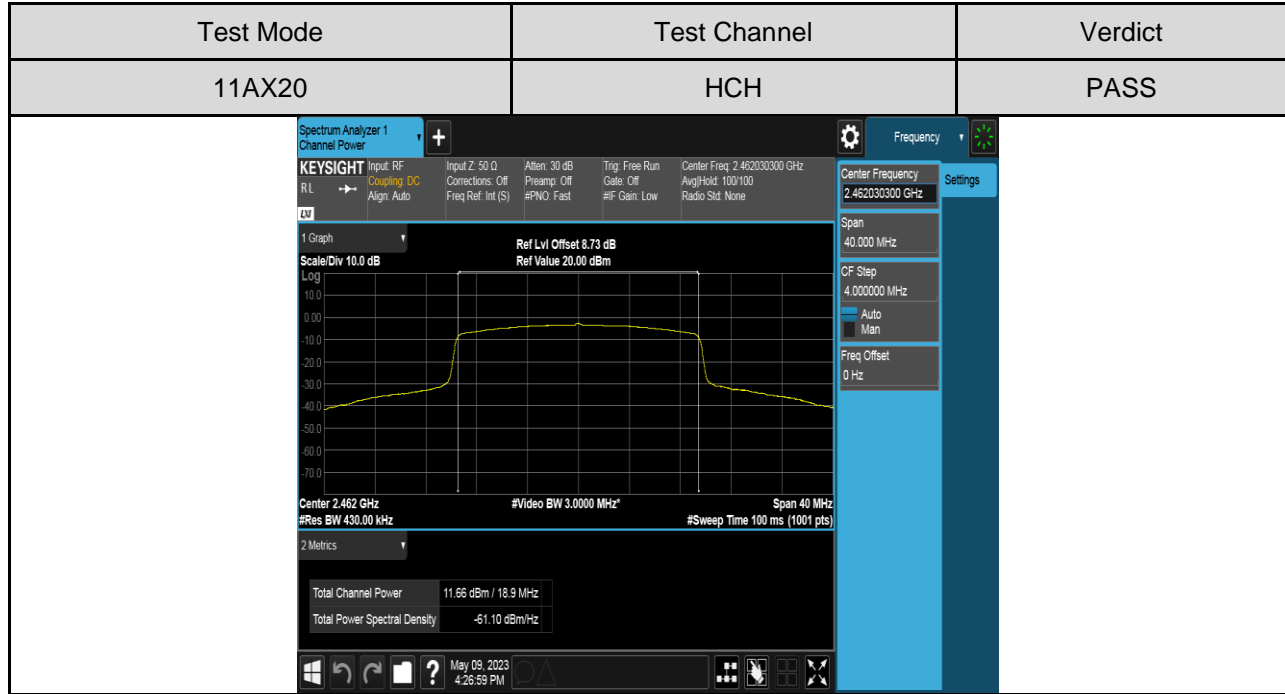 Test Mode Test Channel Verdict
11AX20 HCH PASS
Spectrum Analyzer 1
Channel Power
+
Frequency
KEYSIGHT Input: RF Input Z: 50 Ω Atten: 30 dB Trig: Free Run Center Freq: 2.462030300 GHz
RL Coupling: DC Corrections: Off Preamp: Off Gate: Off Avg|Hold: 100/100
Align: Auto Freq Ref: Int (S) #PNO: Fast #IF Gain: Low Radio Std: None
LXI
Center Frequency
2.462030300 GHz
Settings
Span
40.000 MHz
CF Step
4.000000 MHz
Auto
Man
Freq Offset
0 Hz
1 Graph
Ref Lvl Offset 8.73 dB
Scale/Div 10.0 dB Ref Value 20.00 dBm
Log
10.0
0.00
-10.0
-20.0
-30.0
-40.0
-50.0
-60.0
-70.0
Center 2.462 GHz #Video BW 3.0000 MHz* Span 40 MHz
#Res BW 430.00 kHz #Sweep Time 100 ms (1001 pts)
2 Metrics
Total Channel Power 11.66 dBm / 18.9 MHz
Total Power Spectral Density -61.10 dBm/Hz
? May 09, 2023
4:26:59 PM